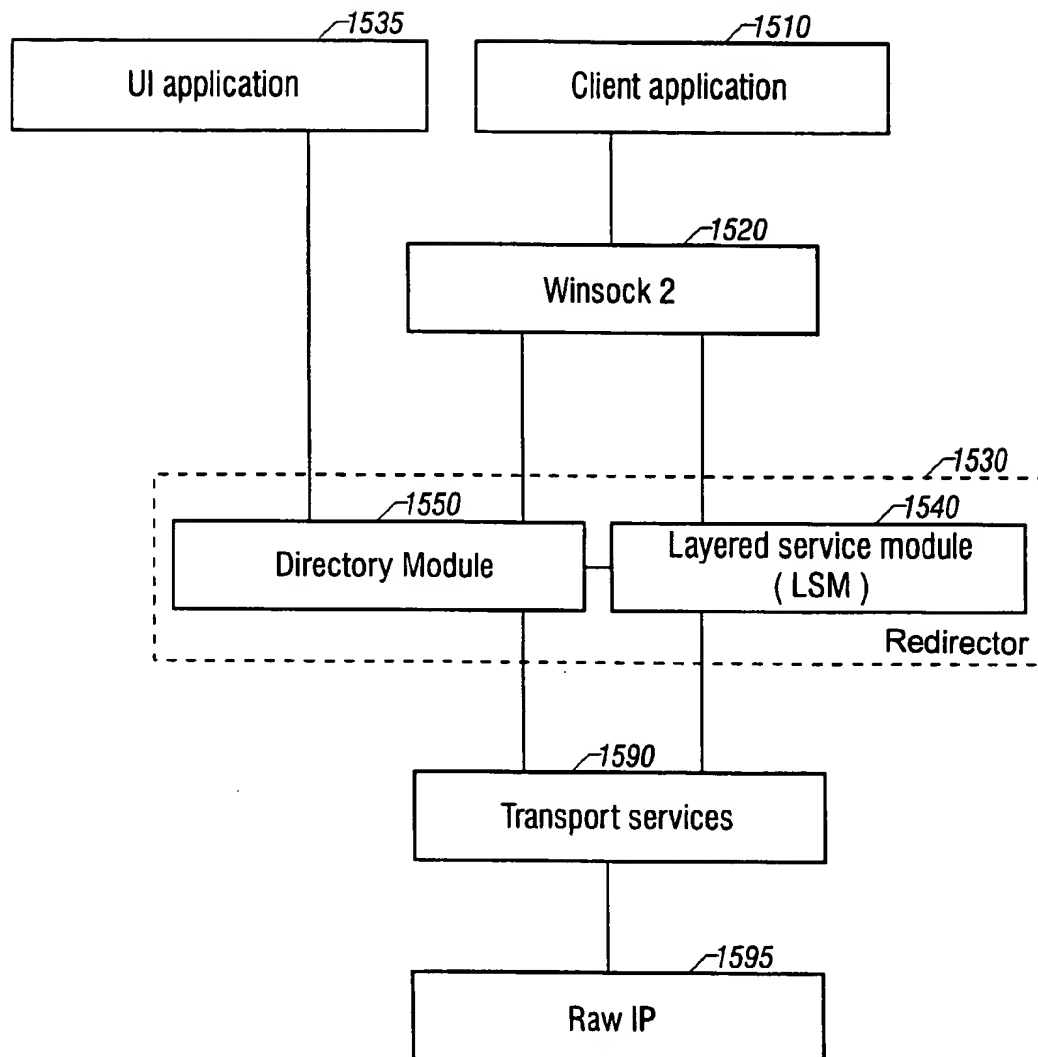 1535
UI application
1510
Client application
1520
Winsock 2
1530
1550
Directory Module
1540
Layered service module
( LSM )
Redirector
1590
Transport services
1595
Raw IP